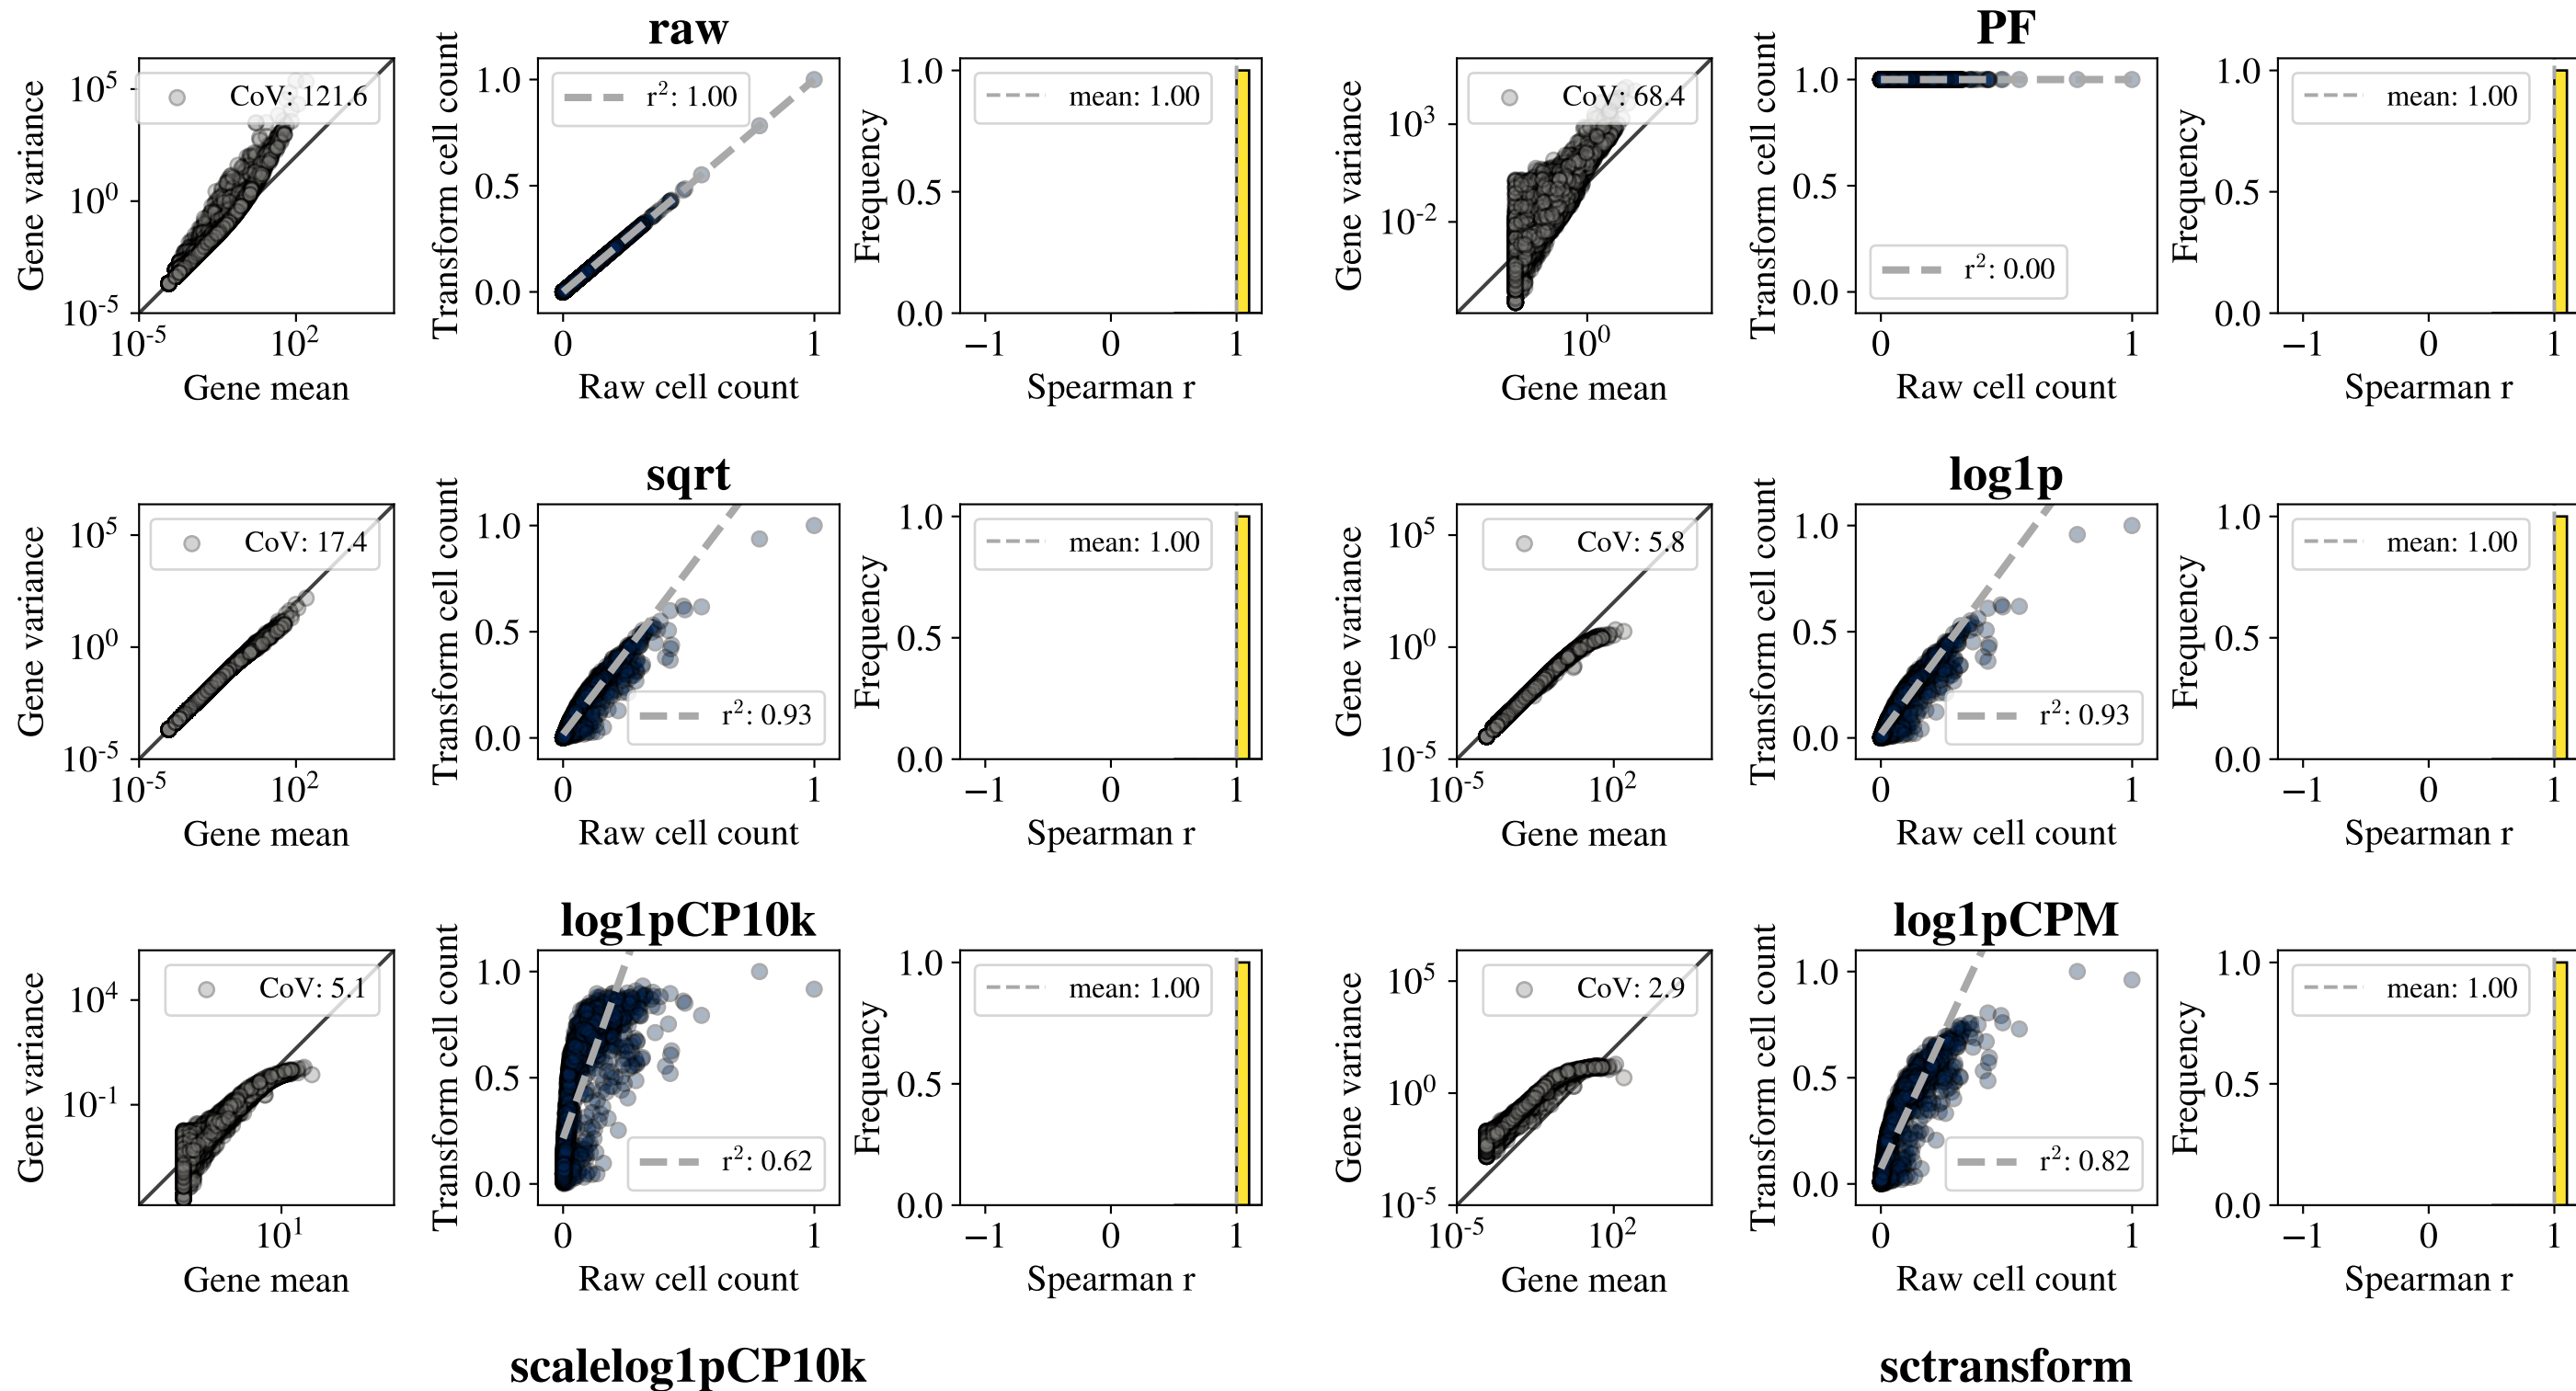 raw
Gene variance
10^5
10^0
10^-5
CoV: 121.6
10^-5
10^2
Gene mean
Transform cell count
1.0
0.5
0.0
r^2: 1.00
0
1
Raw cell count
Frequency
1.0
0.5
0.0
mean: 1.00
−1
0
1
Spearman r
PF
Gene variance
10^3
10^-2
CoV: 68.4
10^0
Gene mean
Transform cell count
1.0
0.5
0.0
r^2: 0.00
0
1
Raw cell count
Frequency
1.0
0.5
0.0
mean: 1.00
−1
0
1
Spearman r
sqrt
Gene variance
10^5
10^0
10^-5
CoV: 17.4
10^-5
10^2
Gene mean
Transform cell count
1.0
0.5
0.0
r^2: 0.93
0
1
Raw cell count
Frequency
1.0
0.5
0.0
mean: 1.00
−1
0
1
Spearman r
log1p
Gene variance
10^5
10^0
10^-5
CoV: 5.8
10^-5
10^2
Gene mean
Transform cell count
1.0
0.5
0.0
r^2: 0.93
0
1
Raw cell count
Frequency
1.0
0.5
0.0
mean: 1.00
−1
0
1
Spearman r
log1pCP10k
Gene variance
10^4
10^-1
CoV: 5.1
10^1
Gene mean
Transform cell count
1.0
0.5
0.0
r^2: 0.62
0
1
Raw cell count
Frequency
1.0
0.5
0.0
mean: 1.00
−1
0
1
Spearman r
log1pCPM
Gene variance
10^5
10^0
10^-5
CoV: 2.9
10^-5
10^2
Gene mean
Transform cell count
1.0
0.5
0.0
r^2: 0.82
0
1
Raw cell count
Frequency
1.0
0.5
0.0
mean: 1.00
−1
0
1
Spearman r
scalelog1pCP10k
sctransform